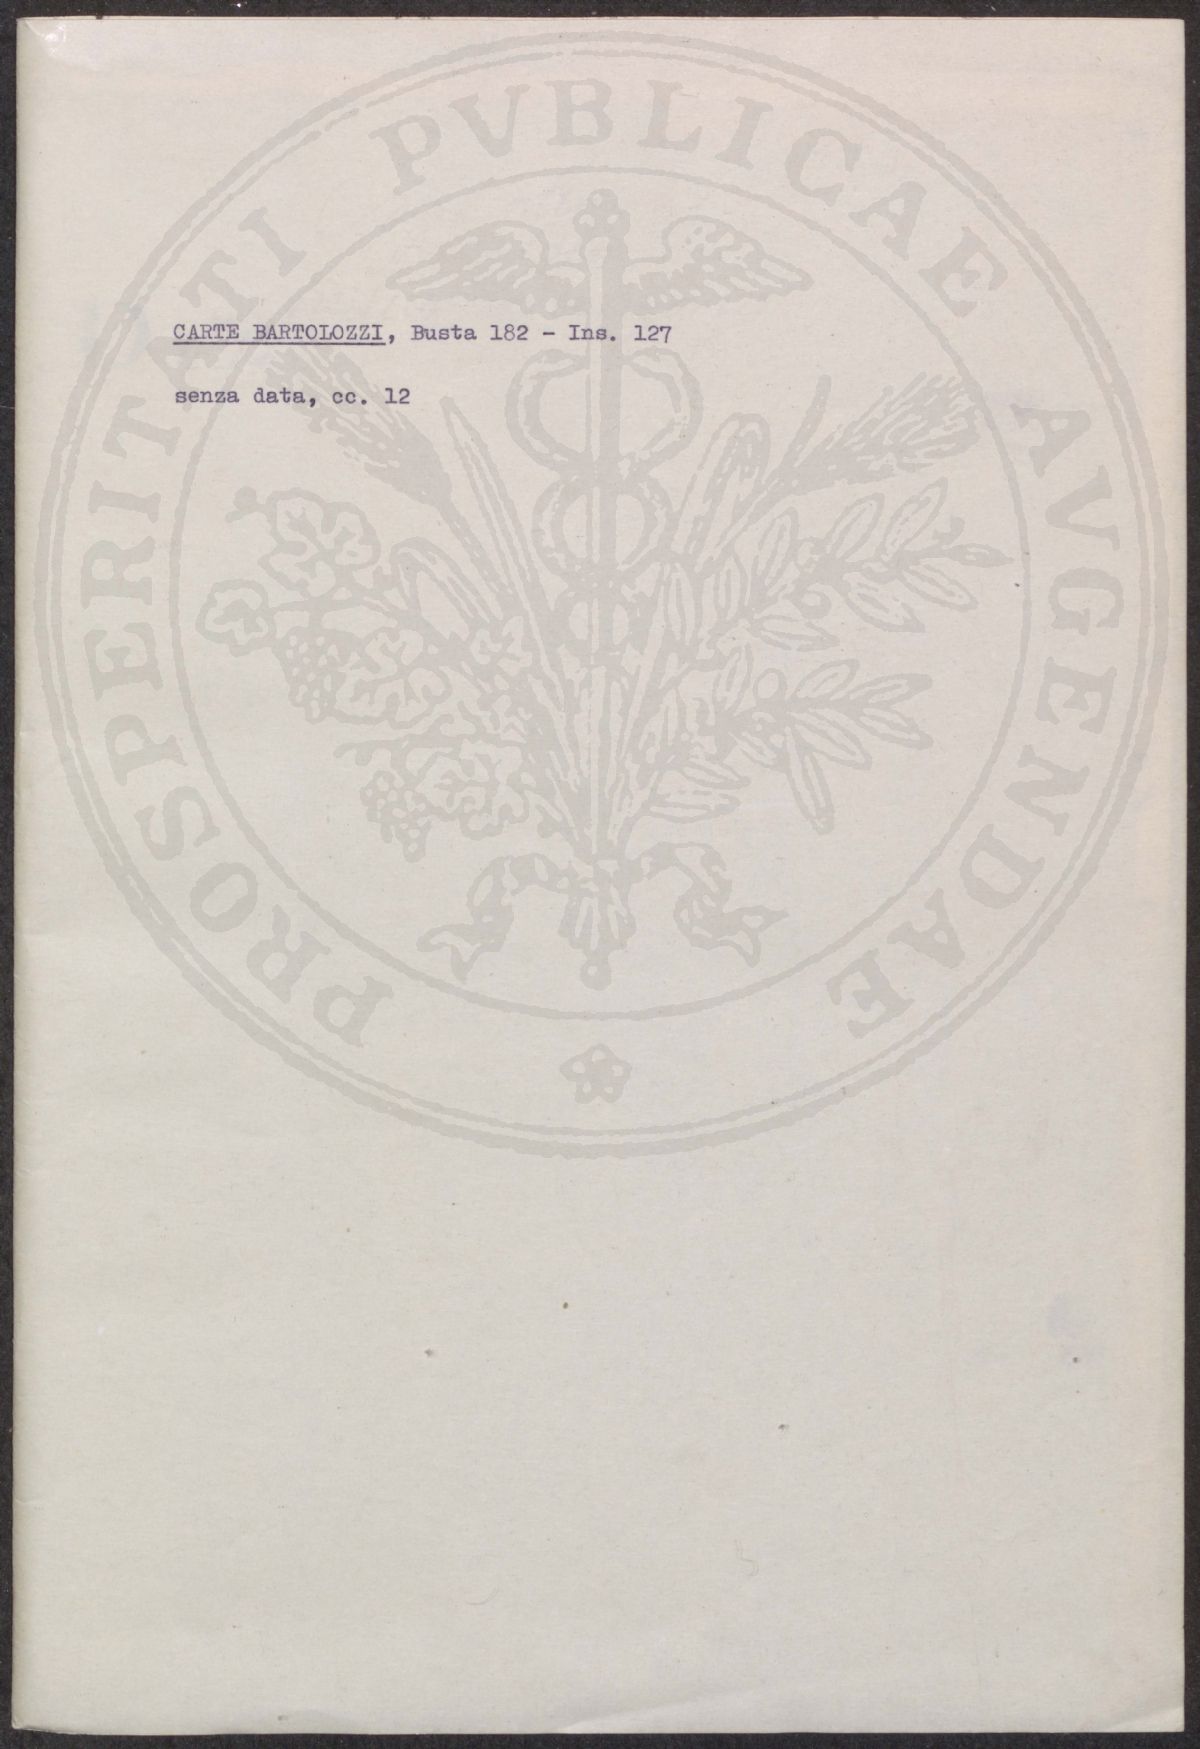 PROSPERITATI PVBLICAE AVGENDAE
CARTE BARTOLOZZI, Busta 182 - Ins. 127
senza data, cc. 12